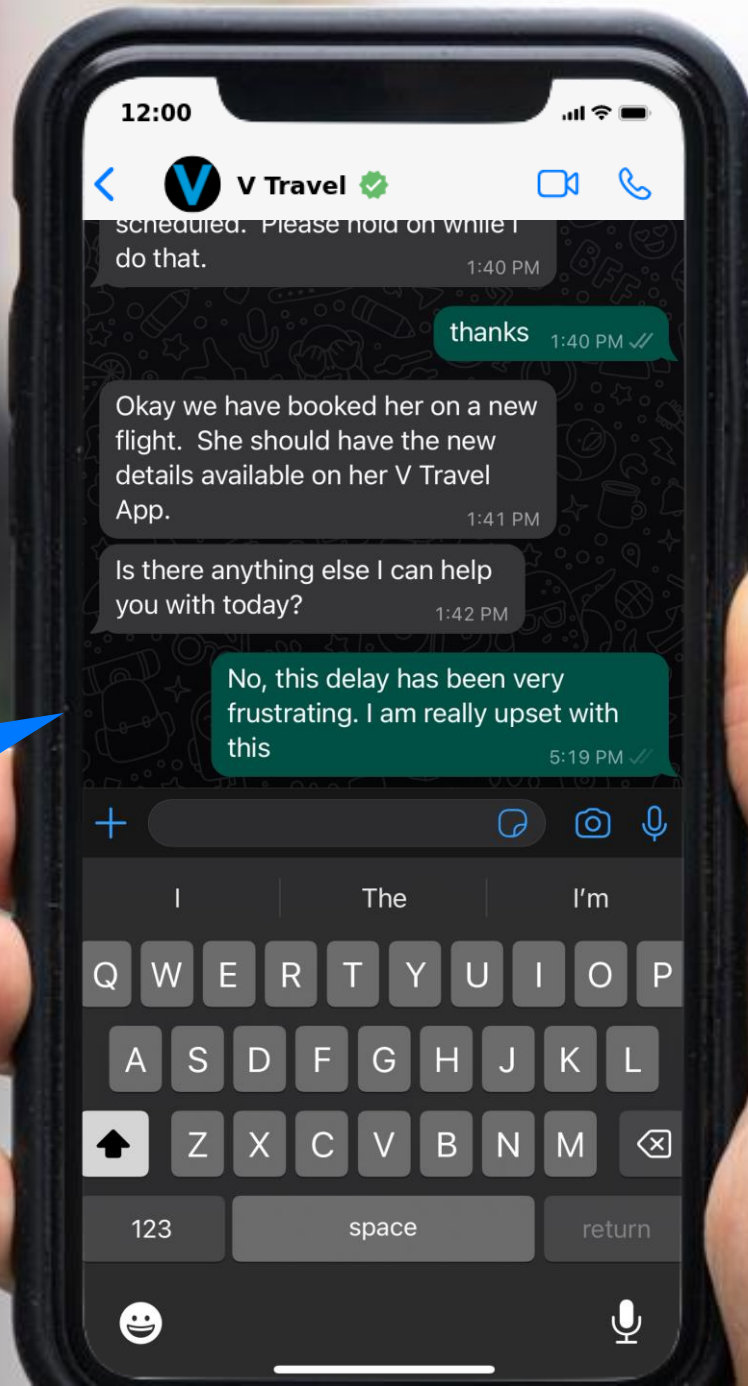 12:00
V Travel
scheduled. Please hold on while I
do that.
1:40 PM
thanks
1:40 PM
Okay we have booked her on a new
flight. She should have the new
details available on her V Travel
App.
1:41 PM
Is there anything else I can help
you with today?
1:42 PM
No, this delay has been very
frustrating. I am really upset with
this
5:19 PM
I The I'm
Q W E R T Y U I O P
A S D F G H J K L
Z X C V B N M
123 space return